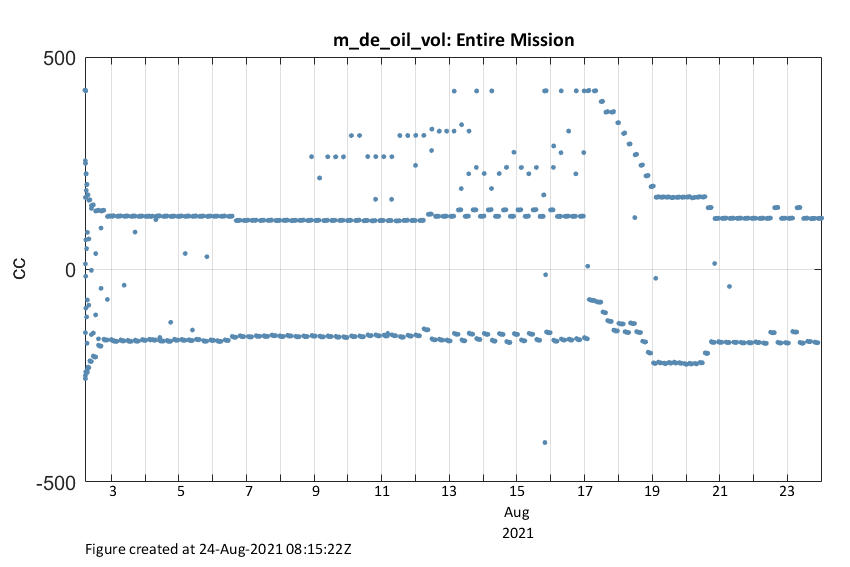 m_de_oil_vol: Entire Mission
500
0
-500
CC
3 5 7 9 11 13 15 17 19 21 23
Aug
2021
Figure created at 24-Aug-2021 08:15:22Z